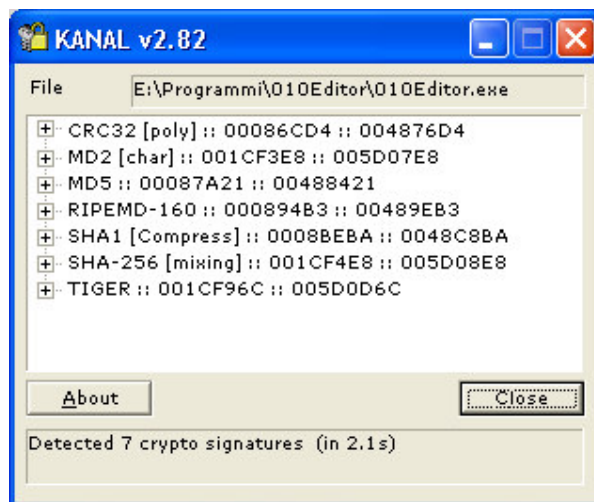 KANAL v2.82
File E:\Programmi\010Editor\010Editor.exe
CRC32 [poly] :: 00086CD4 :: 004876D4
MD2 [char] :: 001CF3E8 :: 005D07E8
MD5 :: 00087A21 :: 00488421
RIPEMD-160 :: 000894B3 :: 00489EB3
SHA1 [Compress] :: 0008BEBA :: 0048C8BA
SHA-256 [mixing] :: 001CF4E8 :: 005D08E8
TIGER :: 001CF96C :: 005D0D6C
About Close
Detected 7 crypto signatures (in 2.1s)